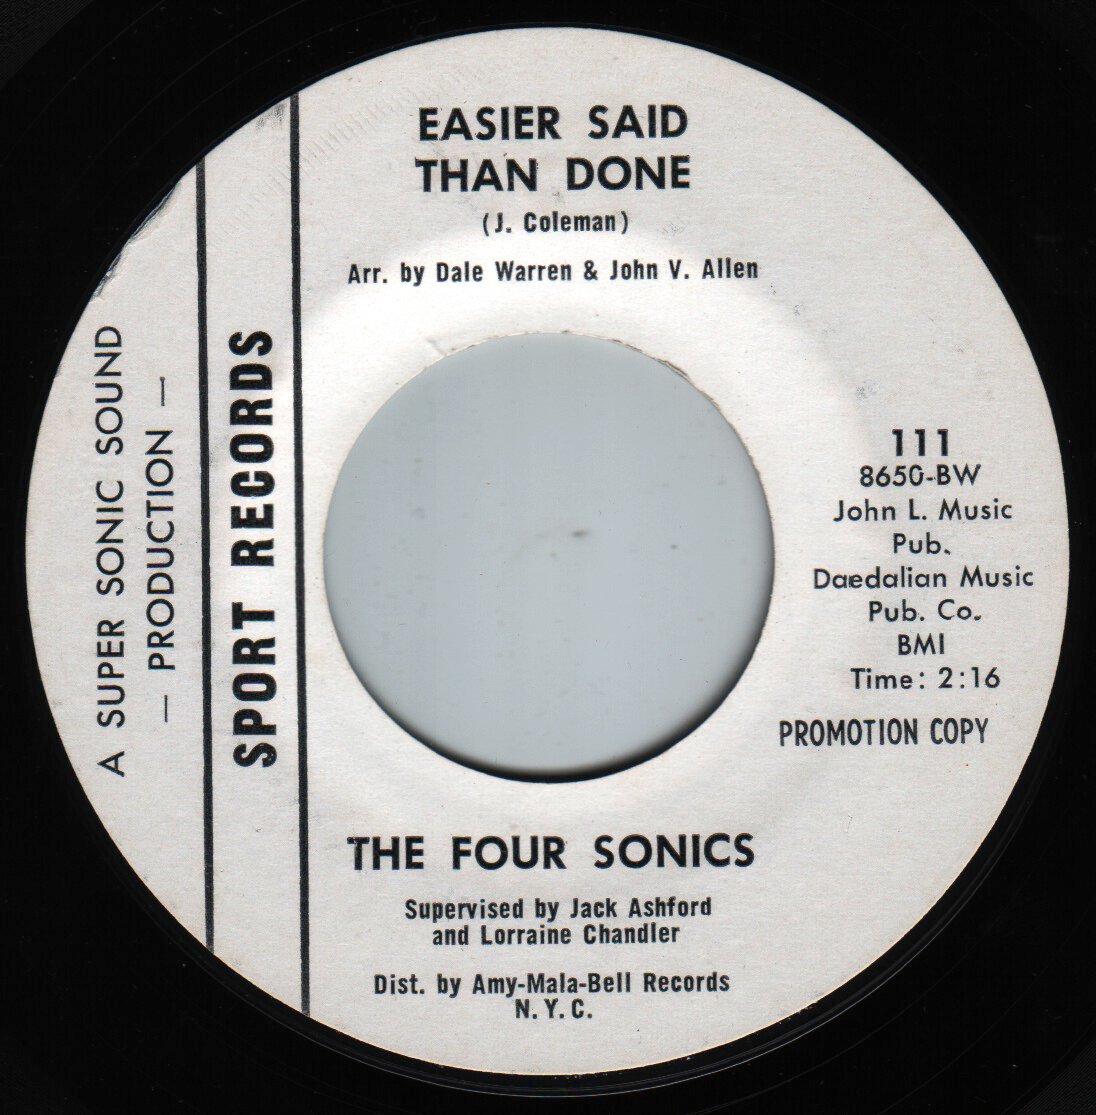 EASIER SAID
THAN DONE
(J. Coleman)
Arr. by Dale Warren & John V. Allen
A SUPER SONIC SOUND
— PRODUCTION —
SPORT RECORDS
111
8650-BW
John L. Music
Pub.
Daedalian Music
Pub. Co.
BMI
Time: 2:16
PROMOTION COPY
THE FOUR SONICS
Supervised by Jack Ashford
and Lorraine Chandler
Dist. by Amy-Mala-Bell Records
N.Y.C.